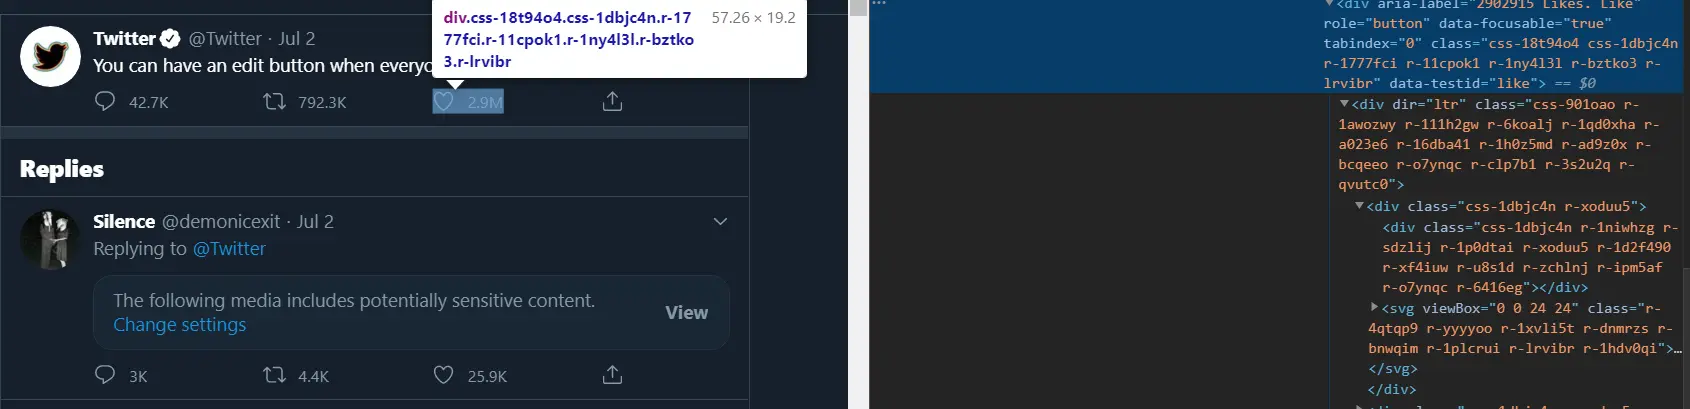 Twitter @Twitter · Jul 2
You can have an edit button when everyo
42.7K 792.3K 2.9M
div.css-18t94o4.css-1dbjc4n.r-17 57.26 × 19.2
77fci.r-11cpok1.r-1ny4l3l.r-bztko
3.r-lrvibr
Replies
Silence @demonicexit · Jul 2
Replying to @Twitter
The following media includes potentially sensitive content.
Change settings
View
3K 4.4K 25.9K
…
<div aria-label="2902915 Likes. Like"
role="button" data-focusable="true"
tabindex="0" class="css-18t94o4 css-1dbjc4n
r-1777fci r-11cpok1 r-1ny4l3l r-bztko3 r-
lrvibr" data-testid="like"> == $0
<div dir="ltr" class="css-901oao r-
1awozwy r-111h2gw r-6koalj r-1qd0xha r-
a023e6 r-16dba41 r-1h0z5md r-ad9z0x r-
bcqeeo r-o7ynqc r-clp7b1 r-3s2u2q r-
qvutc0">
<div class="css-1dbjc4n r-xoduu5">
<div class="css-1dbjc4n r-1niwhzg r-
sdzlij r-1p0dtai r-xoduu5 r-1d2f490
r-xf4iuw r-u8s1d r-zchlnj r-ipm5af
r-o7ynqc r-6416eg"></div>
<svg viewBox="0 0 24 24" class="r-
4qtqp9 r-yyyyoo r-1xvli5t r-dnmrzs r-
bnwqim r-1plcrui r-lrvibr r-1hdv0qi">…
</svg>
</div>